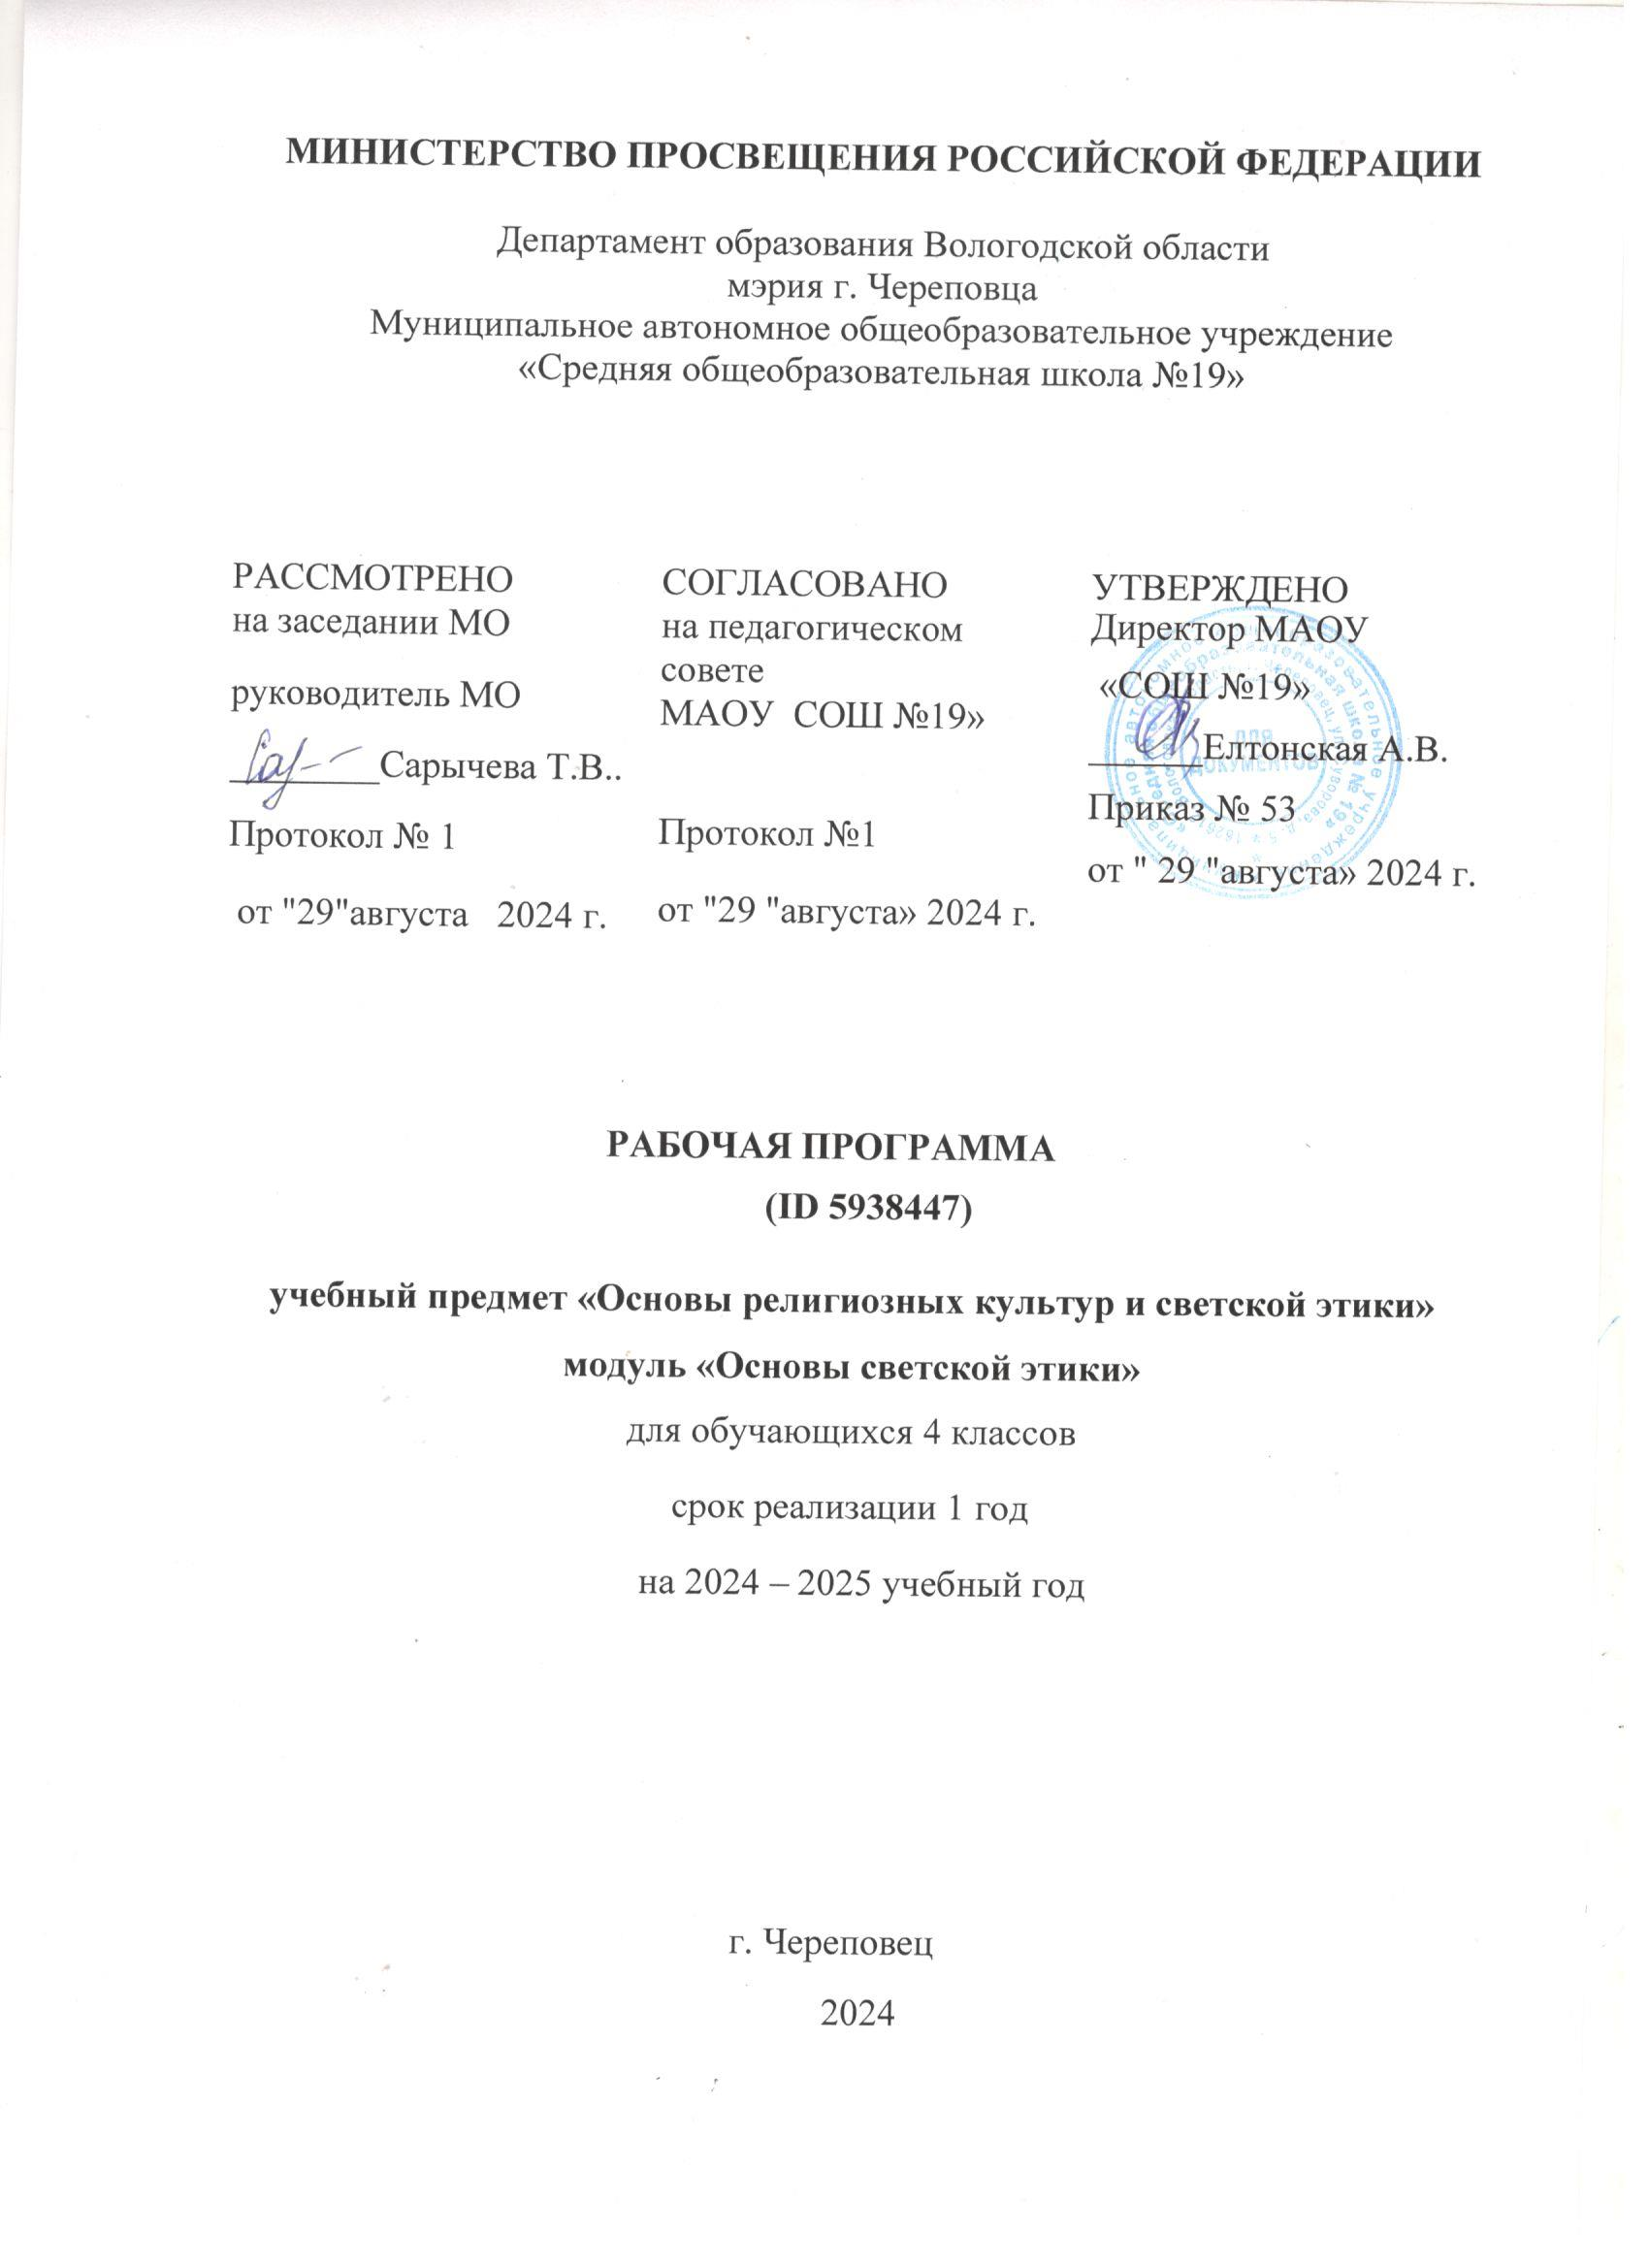 МИНИСТЕРСТВО ПРОСВЕЩЕНИЯ РОССИЙСКОЙ ФЕДЕРАЦИИ
Департамент образования Вологодской области
мэрия г. Череповца
Муниципальное автономное общеобразовательное учреждение
«Средняя общеобразовательная школа №19»
РАССМОТРЕНО
на заседании МО
руководитель МО
__________Сарычева Т.В..
Протокол № 1
от "29"августа 2024 г.
СОГЛАСОВАНО
на педагогическом
совете
МАОУ СОШ №19»
Протокол №1
от "29 "августа» 2024 г.
УТВЕРЖДЕНО
Директор МАОУ
«СОШ №19»
________Елтонская А.В.
Приказ № 53
от " 29 "августа» 2024 г.
ДЛЯ
ДОКУМЕНТОВ
РАБОЧАЯ ПРОГРАММА
(ID 5938447)
учебный предмет «Основы религиозных культур и светской этики»
модуль «Основы светской этики»
для обучающихся 4 классов
срок реализации 1 год
на 2024 – 2025 учебный год
г. Череповец
2024